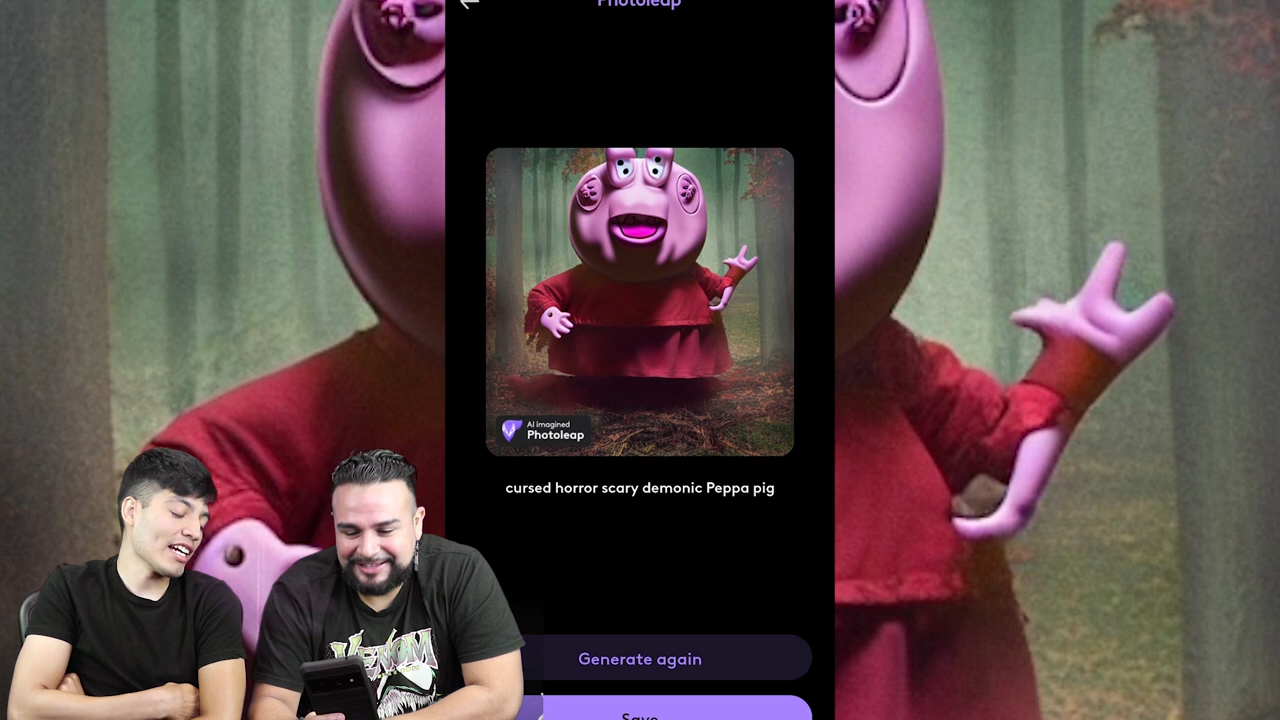 Photoleap
AI imagined
Photoleap
cursed horror scary demonic Peppa pig
VENOM
Generate again
Save